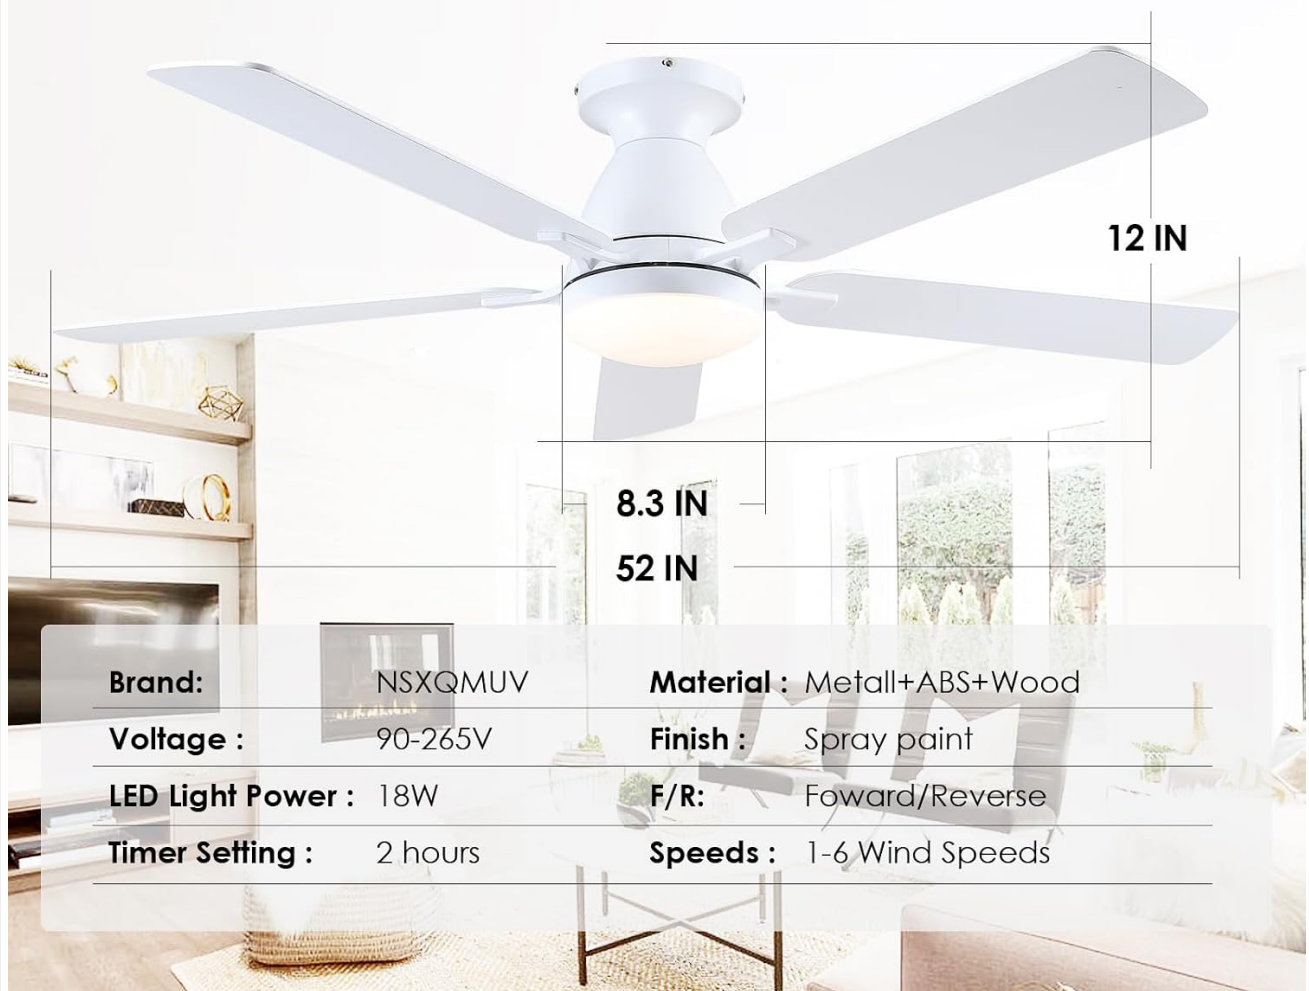 12 IN
8.3 IN
52 IN
Brand: NSXQMUV Material : Metall+ABS+Wood
Voltage : 90-265V Finish : Spray paint
LED Light Power : 18W F/R: Foward/Reverse
Timer Setting : 2 hours Speeds : 1-6 Wind Speeds